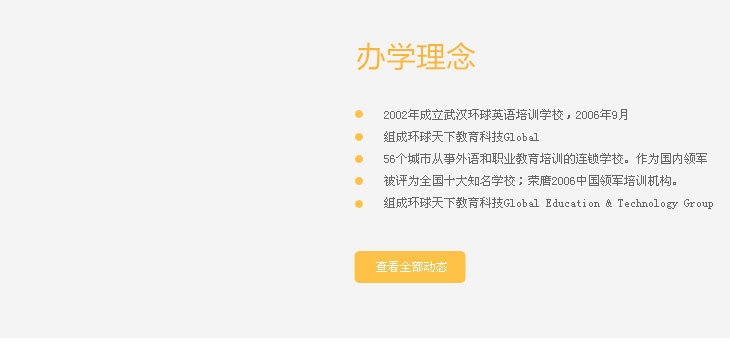 办学理念
2002年成立武汉环球英语培训学校，2006年9月
组成环球天下教育科技Global
56个城市从事外语和职业教育培训的连锁学校。作为国内领军
被评为全国十大知名学校；荣膺2006中国领军培训机构。
组成环球天下教育科技Global Education & Technology Group
查看全部动态